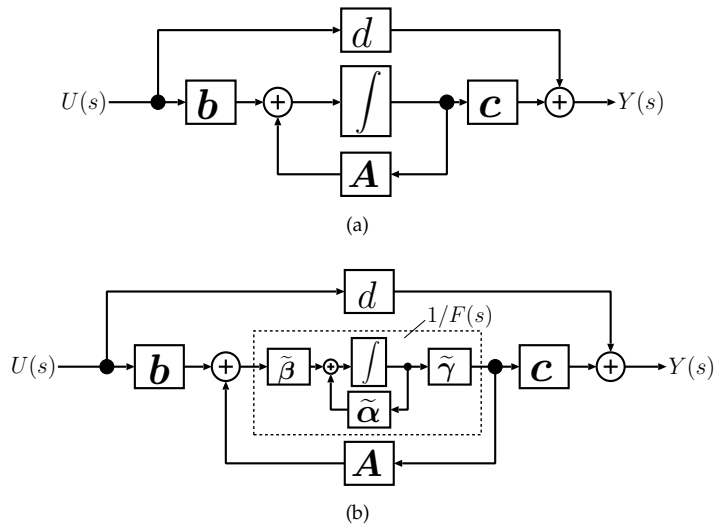 d
U(s) b + ∫ c + Y(s)
A
(a)
d
1/F(s)
U(s) b + β̃ + ∫ γ̃ c + Y(s)
α̃
A
(b)